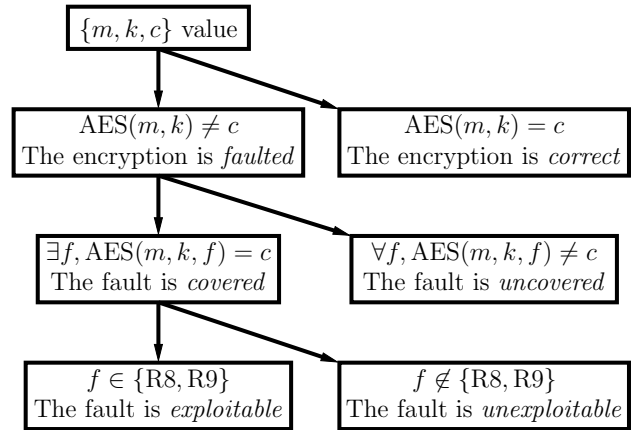 {m, k, c} value
AES(m, k) ≠ c
The encryption is faulted
AES(m, k) = c
The encryption is correct
∃f, AES(m, k, f) = c
The fault is covered
∀f, AES(m, k, f) ≠ c
The fault is uncovered
f ∈ {R8, R9}
The fault is exploitable
f ∉ {R8, R9}
The fault is unexploitable